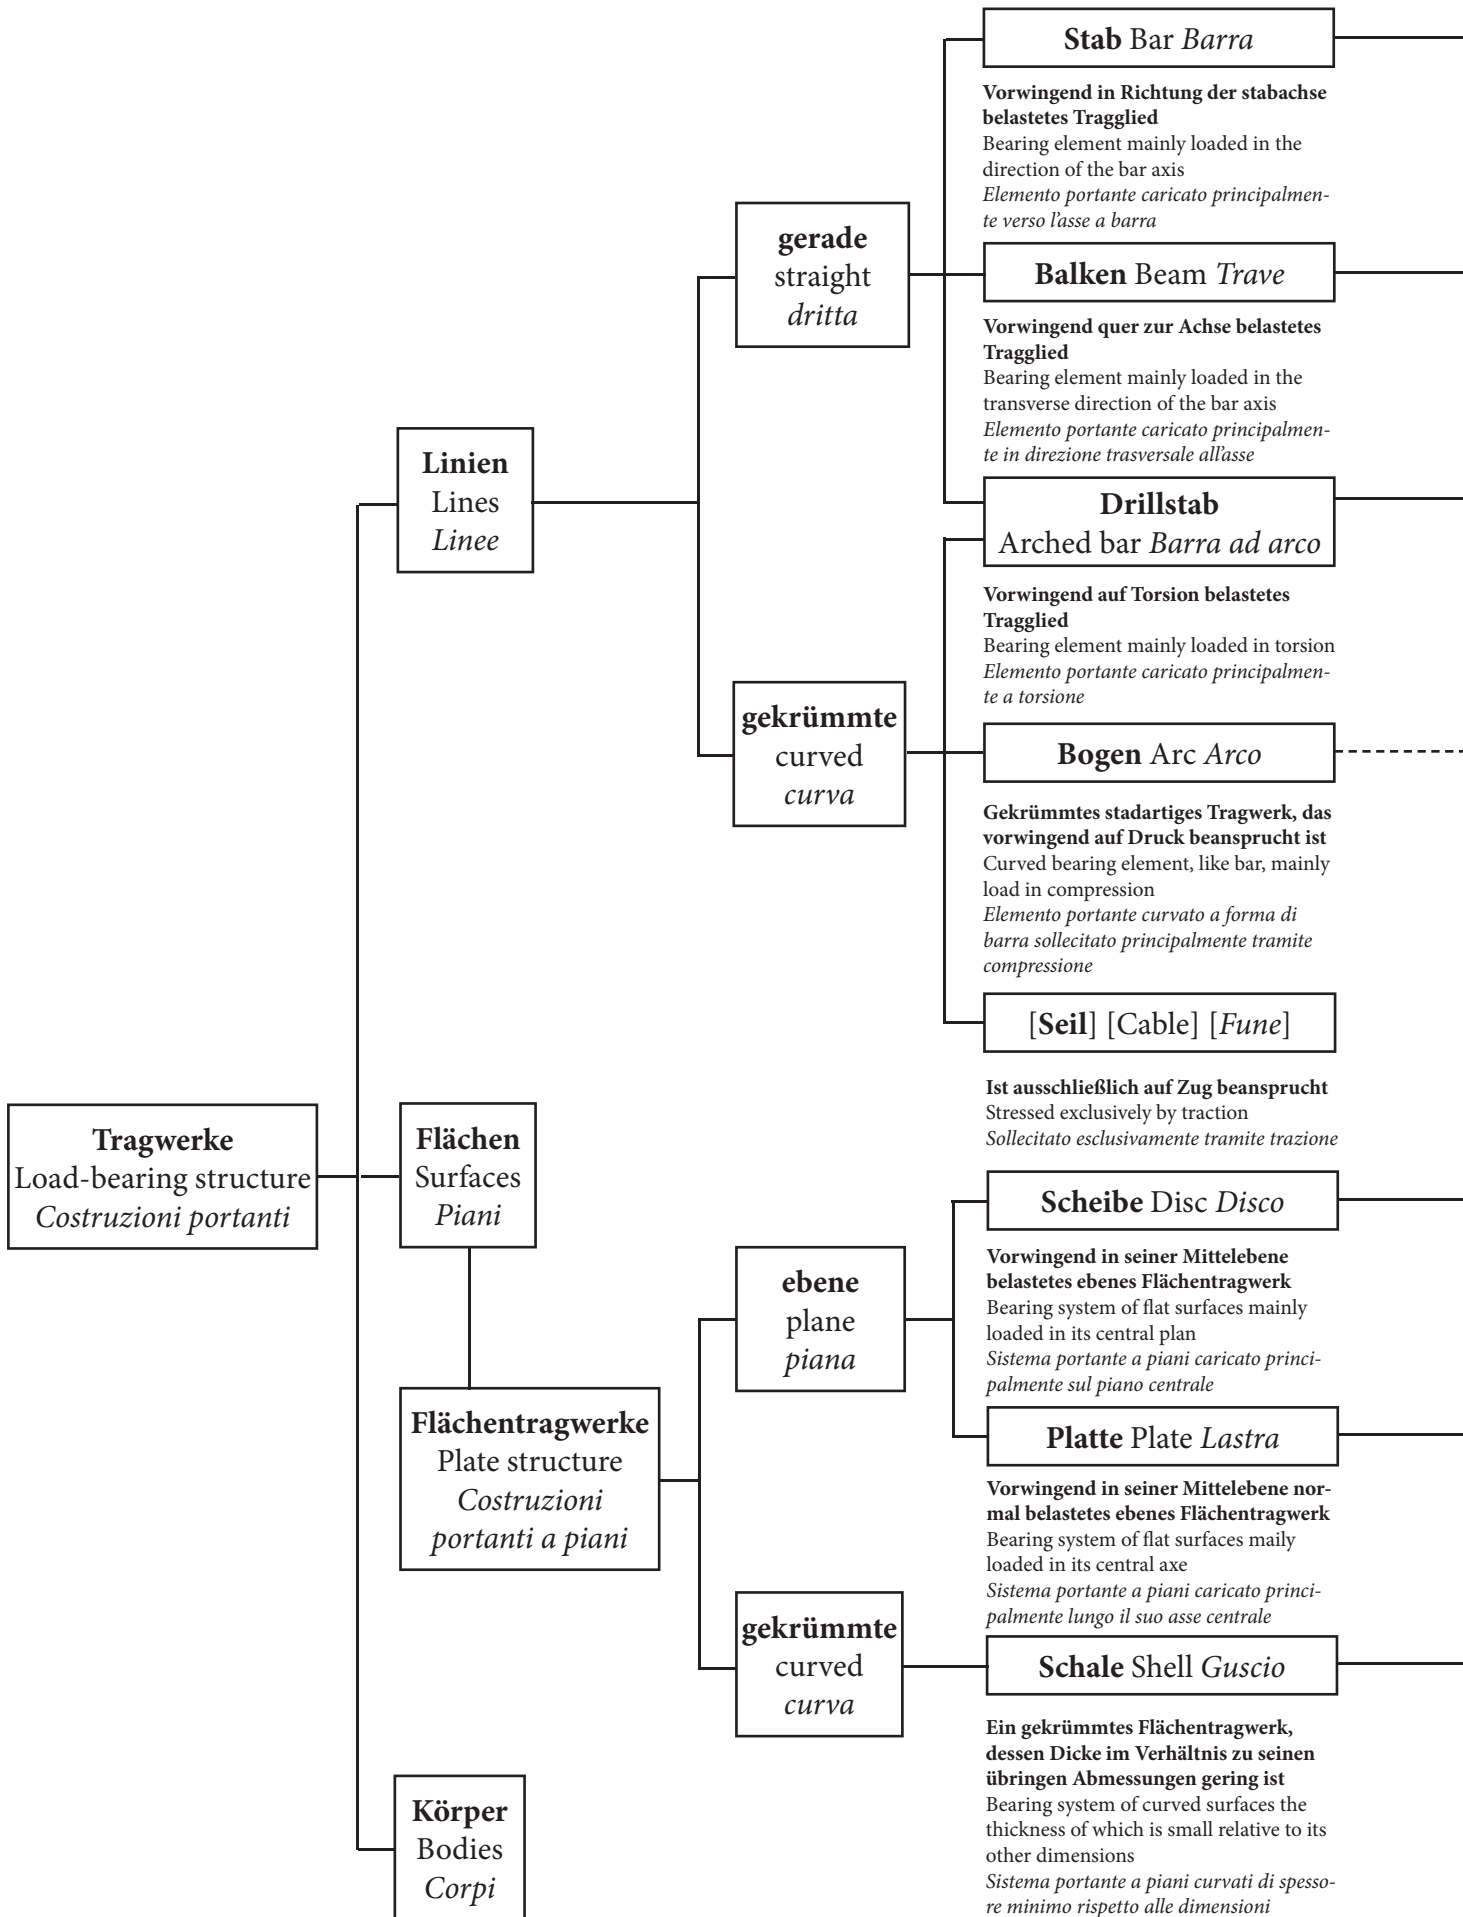 Stab Bar Barra
Vorwingend in Richtung der stabachse
belastetes Tragglied
Bearing element mainly loaded in the
direction of the bar axis
Elemento portante caricato principalmen-
te verso l'asse a barra
gerade
straight
dritta
Balken Beam Trave
Vorwingend quer zur Achse belastetes
Tragglied
Bearing element mainly loaded in the
transverse direction of the bar axis
Elemento portante caricato principalmen-
te in direzione trasversale all'asse
Linien
Lines
Linee
Drillstab
Arched bar Barra ad arco
Vorwingend auf Torsion belastetes
Tragglied
Bearing element mainly loaded in torsion
Elemento portante caricato principalmen-
te a torsione
gekrümmte
curved
curva
Bogen Arc Arco
Gekrümmtes stadartiges Tragwerk, das
vorwingend auf Druck beansprucht ist
Curved bearing element, like bar, mainly
load in compression
Elemento portante curvato a forma di
barra sollecitato principalmente tramite
compressione
[Seil] [Cable] [Fune]
Ist ausschließlich auf Zug beansprucht
Stressed exclusively by traction
Sollecitato esclusivamente tramite trazione
Tragwerke
Load-bearing structure
Costruzioni portanti
Flächen
Surfaces
Piani
Scheibe Disc Disco
Vorwingend in seiner Mittelebene
belastetes ebenes Flächentragwerk
Bearing system of flat surfaces mainly
loaded in its central plan
Sistema portante a piani caricato princi-
palmente sul piano centrale
ebene
plane
piana
Flächentragwerke
Plate structure
Costruzioni
portanti a piani
Platte Plate Lastra
Vorwingend in seiner Mittelebene nor-
mal belastetes ebenes Flächentragwerk
Bearing system of flat surfaces maily
loaded in its central axe
Sistema portante a piani caricato princi-
palmente lungo il suo asse centrale
gekrümmte
curved
curva
Schale Shell Guscio
Ein gekrümmtes Flächentragwerk,
dessen Dicke im Verhältnis zu seinen
übringen Abmessungen gering ist
Bearing system of curved surfaces the
thickness of which is small relative to its
other dimensions
Sistema portante a piani curvati di spesso-
re minimo rispetto alle dimensioni
Körper
Bodies
Corpi